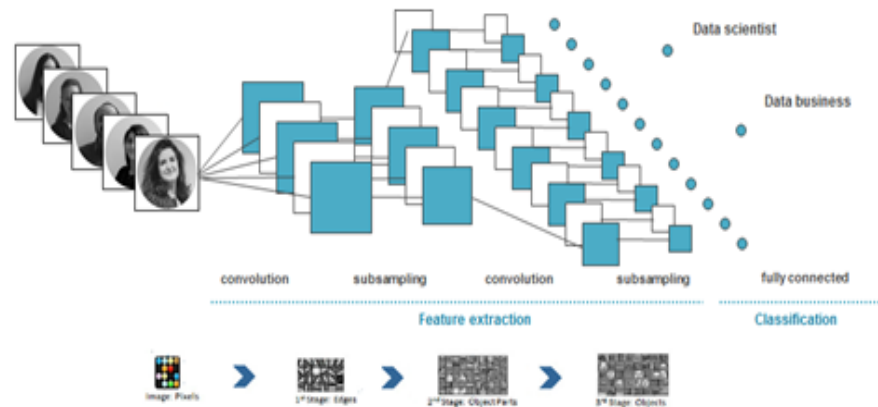 Data scientist
Data business
convolution
subsampling
convolution
subsampling
fully connected
Feature extraction
Classification
Image: Pixels
1st Stage: Edges
2nd Stage: Object Parts
3rd Stage: Objects